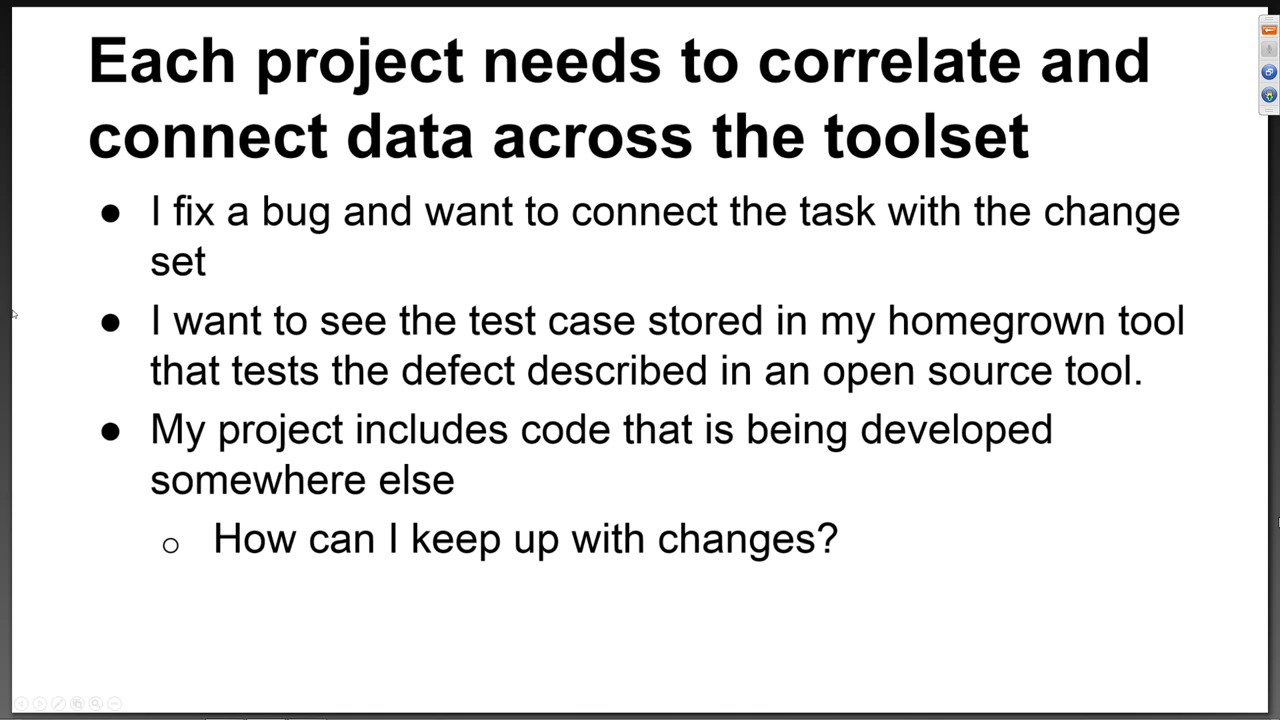 Each project needs to correlate and
connect data across the toolset
● I fix a bug and want to connect the task with the change
set
● I want to see the test case stored in my homegrown tool
that tests the defect described in an open source tool.
● My project includes code that is being developed
somewhere else
○ How can I keep up with changes?